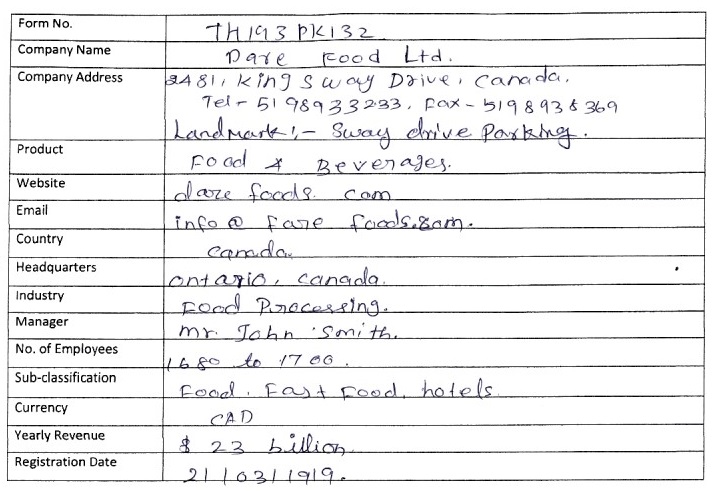 Form No. TH193PK132
Company Name Dare Food Ltd.
Company Address 2481, Kingsway Drive, Canada.
Tel - 5198933233, Fax - 5198938369
Landmark :- Sway drive Parking.
Product Food & Beverages.
Website dare foods. com
Email info @ fare foods.com.
Country Canada.
Headquarters ontario, canada.
Industry Food Processing.
Manager mr. John Smith.
No. of Employees 1680 to 1700.
Sub-classification Food, Fast Food, hotels.
Currency CAD
Yearly Revenue $ 23 billion.
Registration Date 21/03/1919.